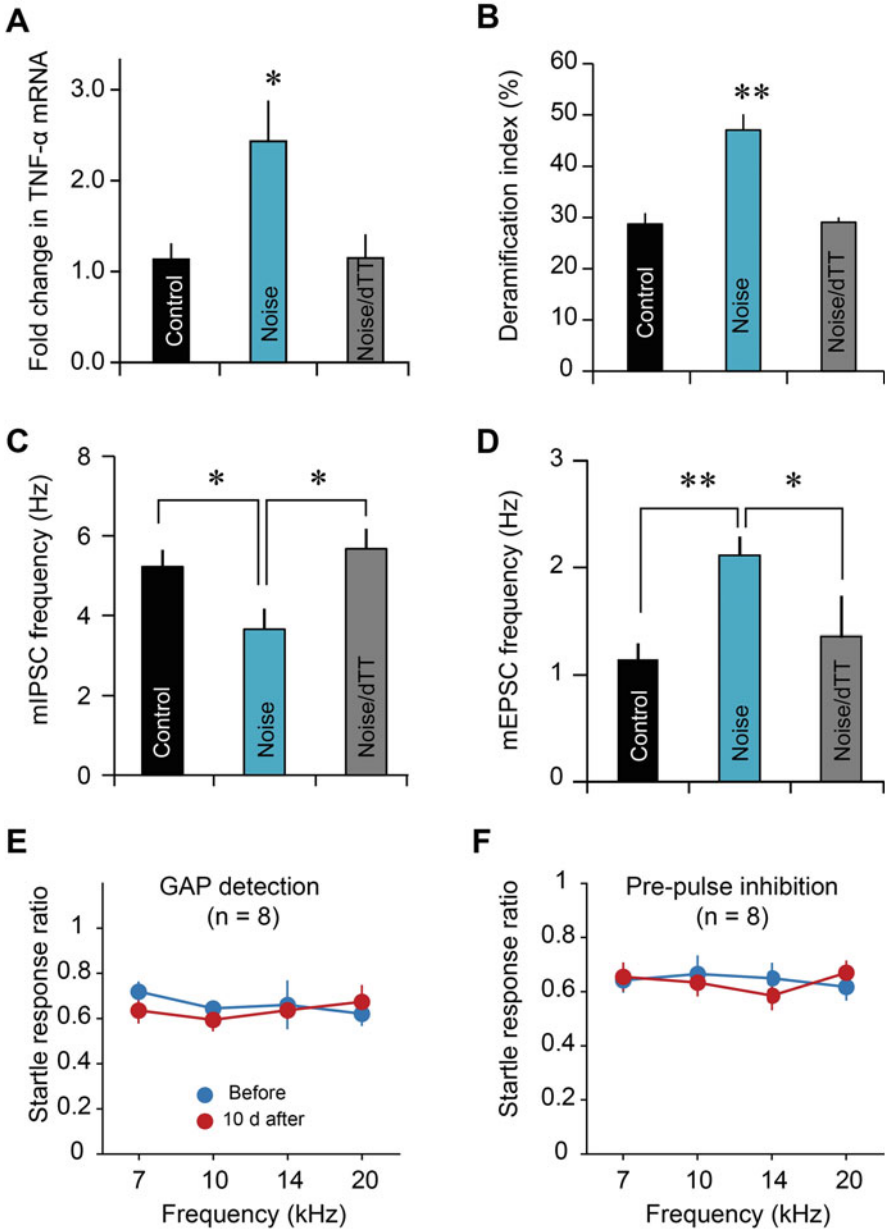 A
Fold change in TNF-α mRNA
3.0
2.0
1.0
0.0
*
Control
Noise
Noise/dTT
B
Deramification index (%)
60
50
40
30
20
10
0
**
Control
Noise
Noise/dTT
C
mIPSC frequency (Hz)
8
6
4
2
0
*
*
Control
Noise
Noise/dTT
D
mEPSC frequency (Hz)
3
2
1
0
**
*
Control
Noise
Noise/dTT
E
GAP detection
(n = 8)
Startle response ratio
1
0.8
0.6
0.4
0.2
0
Before
10 d after
7 10 14 20
Frequency (kHz)
F
Pre-pulse inhibition
(n = 8)
Startle response ratio
1
0.8
0.6
0.4
0.2
0
7 10 14 20
Frequency (kHz)